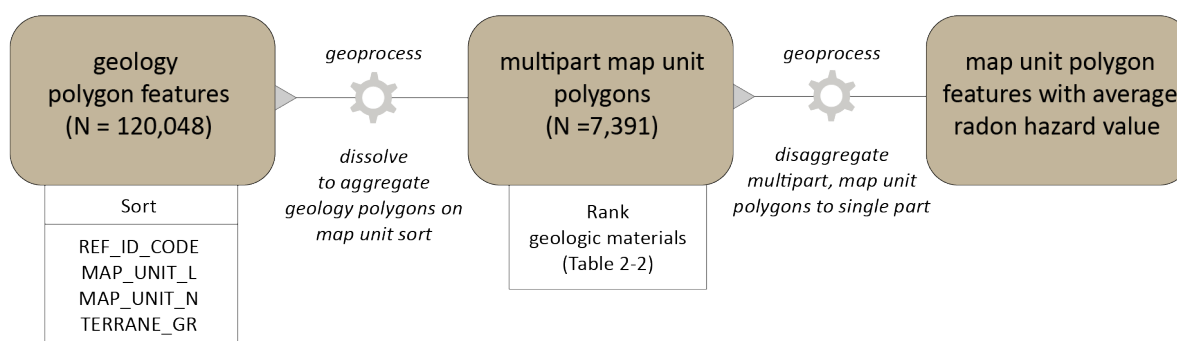 geology
polygon features
(N = 120,048)
geoprocess
dissolve
to aggregate
geology polygons on
map unit sort
multipart map unit
polygons
(N =7,391)
geoprocess
disaggregate
multipart, map unit
polygons to single part
map unit polygon
features with average
radon hazard value
Sort
REF_ID_CODE
MAP_UNIT_L
MAP_UNIT_N
TERRANE_GR
Rank
geologic materials
(Table 2-2)